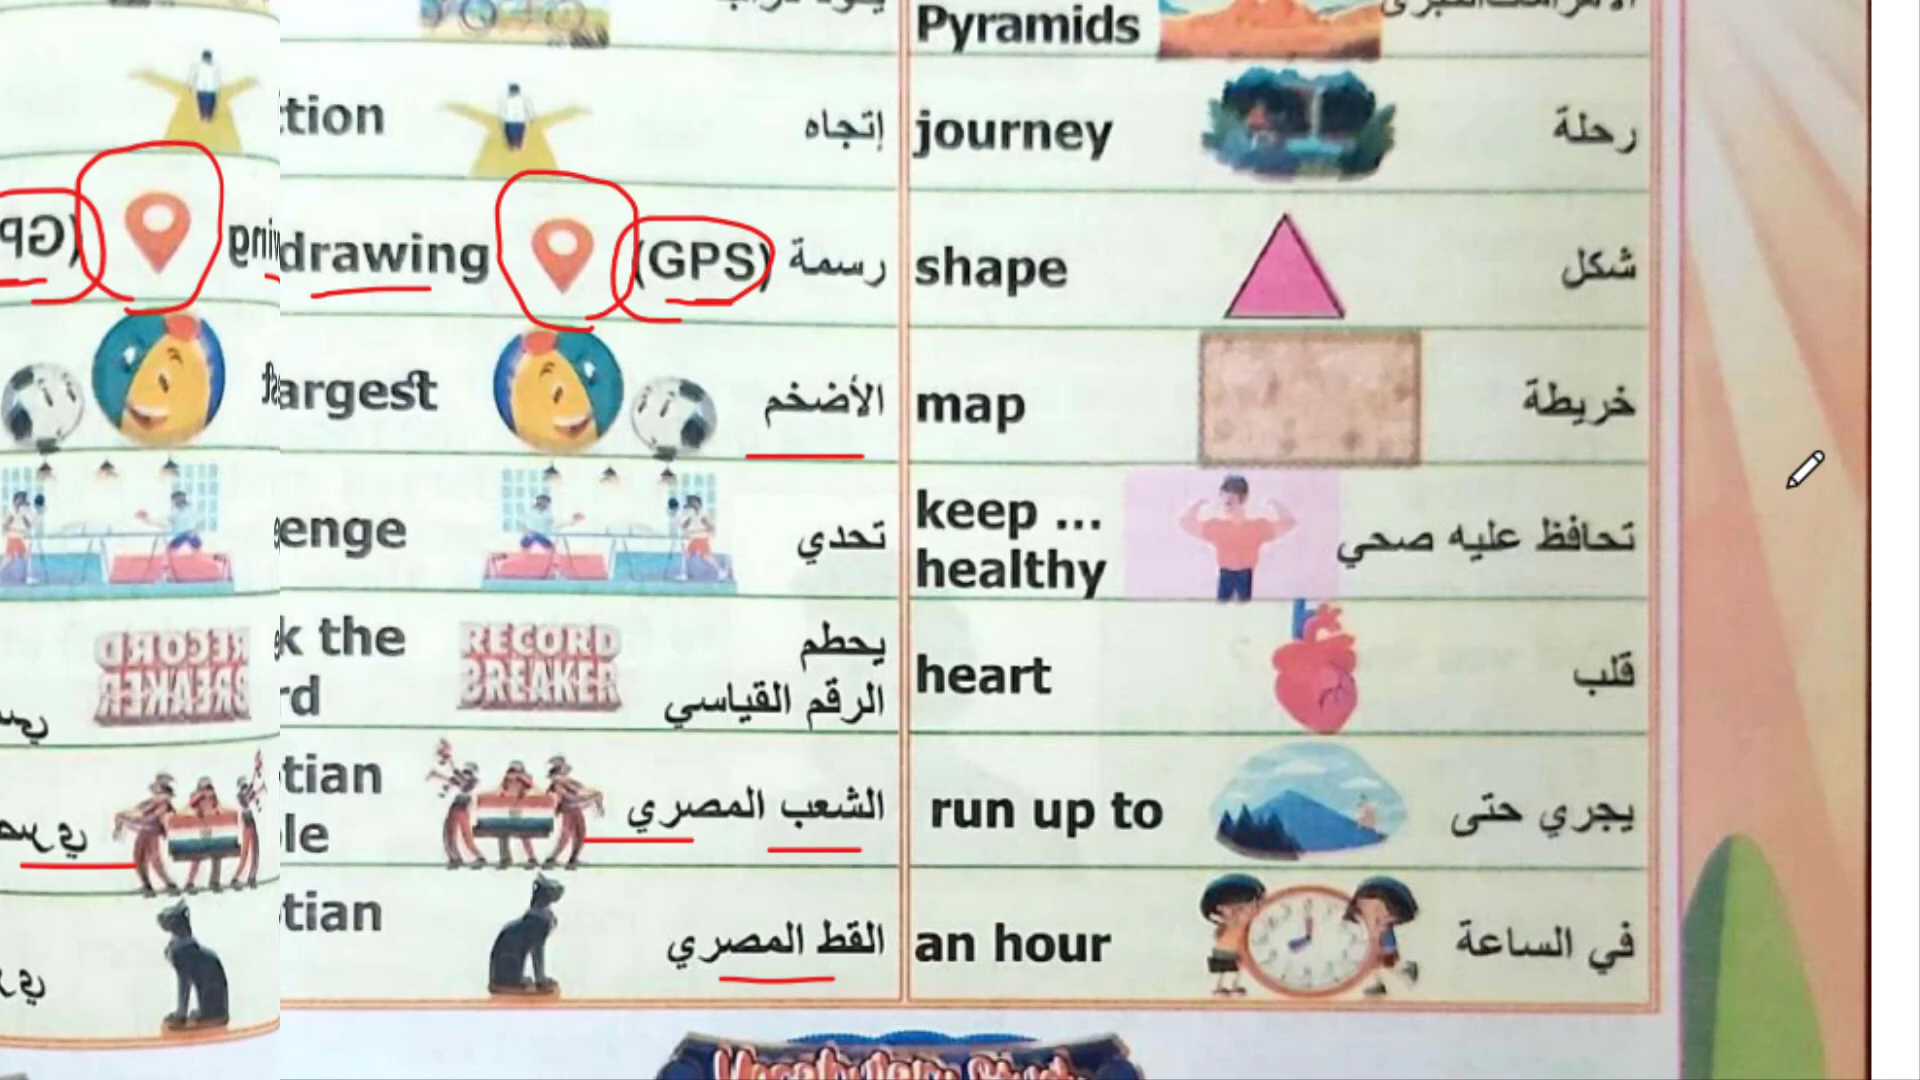 Pyramids
tion
إتجاه
journey
رحلة
drawing
(GPS) رسمة
shape
شكل
largest
الأضخم
map
خريطة
enge
تحدي
keep ...
healthy
تحافظ عليه صحي
k the
rd
RECORD
BREAKER
يحطم
الرقم القياسي
heart
قلب
tian
le
الشعب المصري
run up to
يجري حتى
tian
القط المصري
an hour
في الساعة
Vocabulary Study